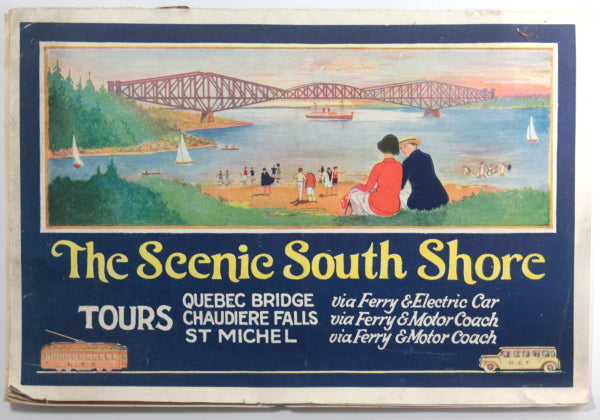 The Scenic South Shore
TOURS
QUEBEC BRIDGE via Ferry & Electric Car
CHAUDIERE FALLS via Ferry & Motor Coach
ST MICHEL via Ferry & Motor Coach
L.T.C.